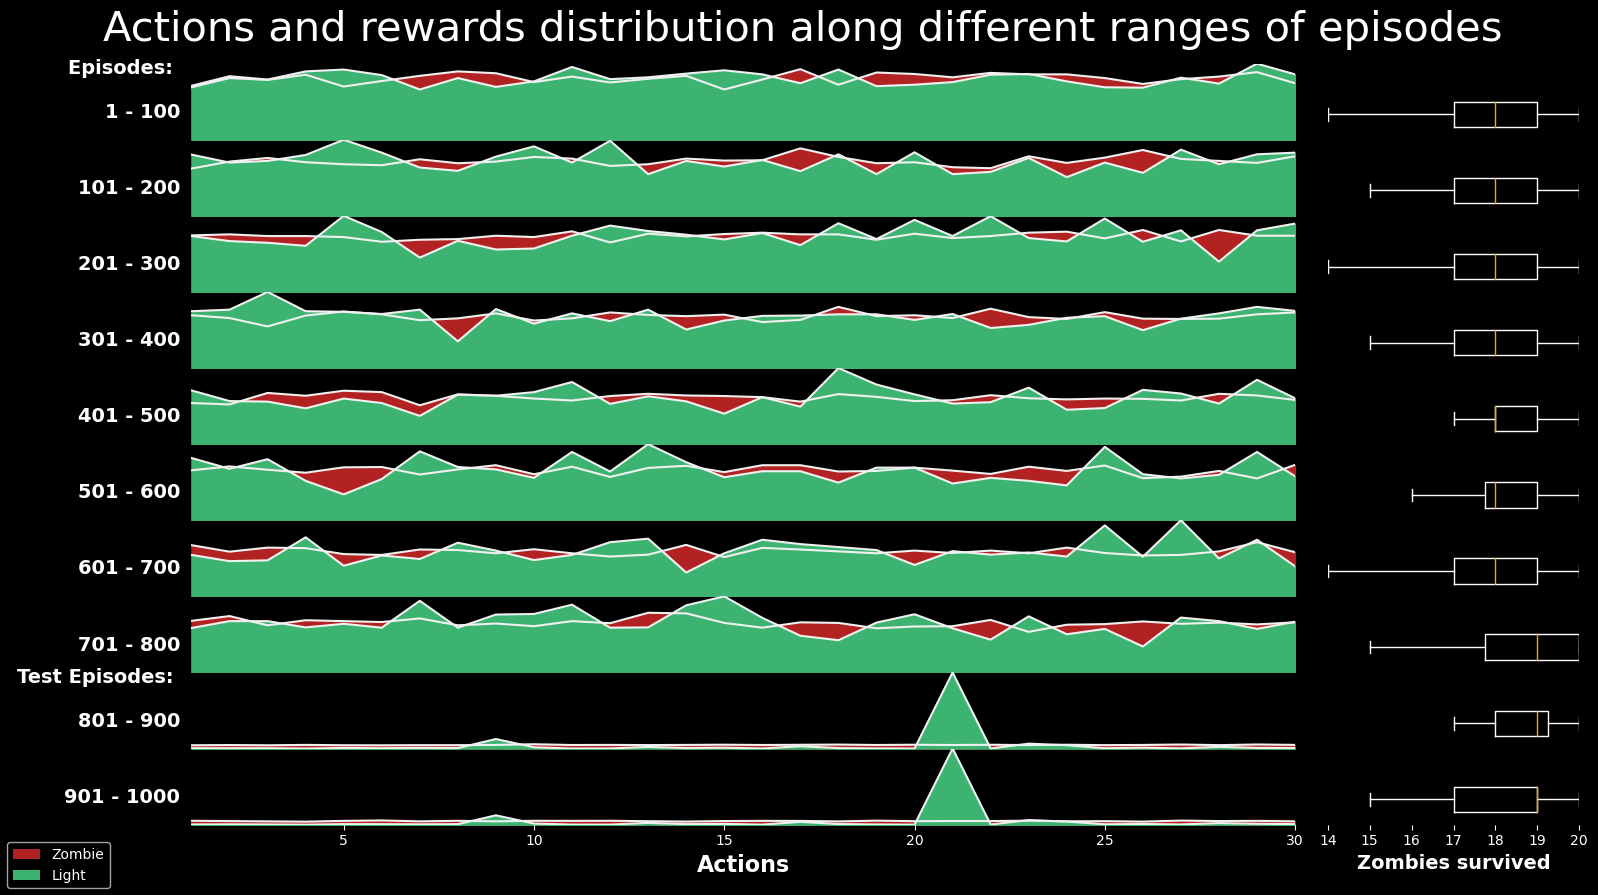 Actions and rewards distribution along different ranges of episodes
Episodes:
1 - 100
101 - 200
201 - 300
301 - 400
401 - 500
501 - 600
601 - 700
701 - 800
Test Episodes:
801 - 900
901 - 1000
5 10 15 20 25 30
14 15 16 17 18 19 20
Actions
Zombies survived
Zombie
Light